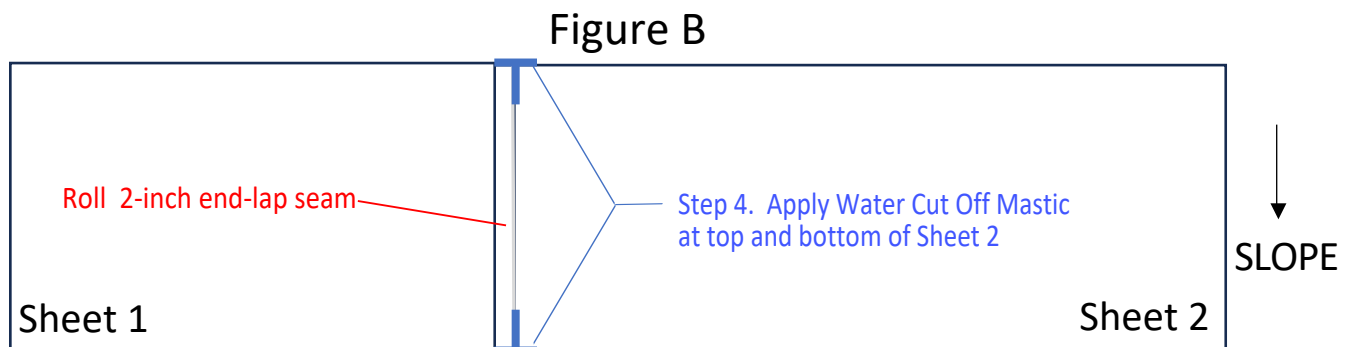 Figure B
Roll 2-inch end-lap seam
Step 4. Apply Water Cut Off Mastic
at top and bottom of Sheet 2
SLOPE
Sheet 1
Sheet 2